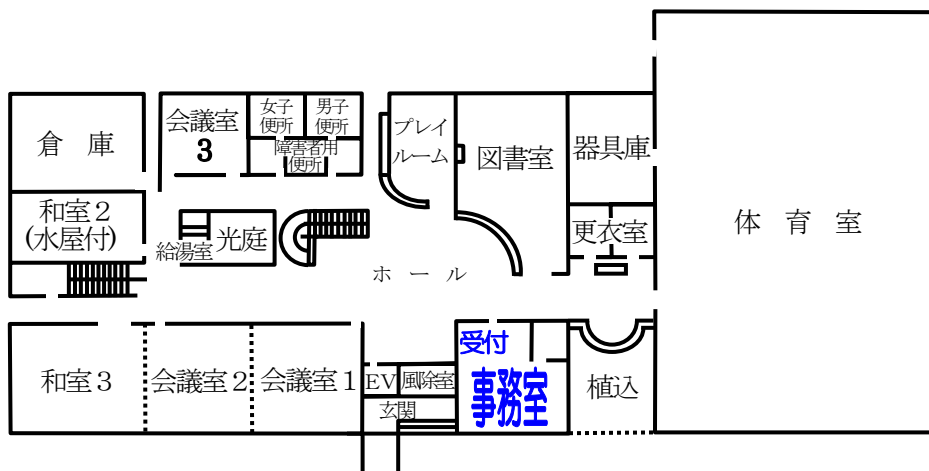 倉　庫
会議室
3
女子
便所
男子
便所
障害者用
便所
プレイ
ルーム
図書室
器具庫
体　育　室
和室２
(水屋付)
給湯室
光庭
更衣室
ホ　ー　ル
和室３
会議室２
会議室１
EV
風除室
玄関
受付
事務室
植込